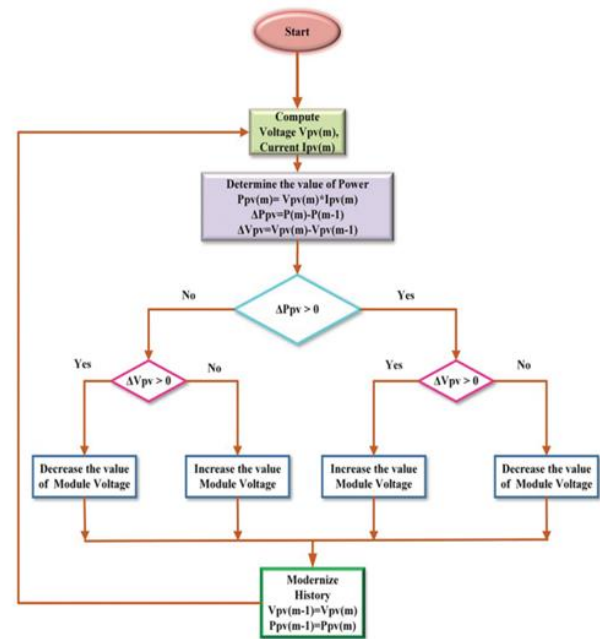 Start
Compute
Voltage Vpv(m),
Current Ipv(m)
Determine the value of Power
Ppv(m)= Vpv(m)*Ipv(m)
ΔPpv=P(m)-P(m-1)
ΔVpv=Vpv(m)-Vpv(m-1)
No
ΔPpv > 0
Yes
Yes
ΔVpv > 0
No
Yes
ΔVpv > 0
No
Decrease the value
of Module Voltage
Increase the value
Module Voltage
Increase the value
Module Voltage
Decrease the value
of Module Voltage
Modernize
History
Vpv(m-1)=Vpv(m)
Ppv(m-1)=Ppv(m)